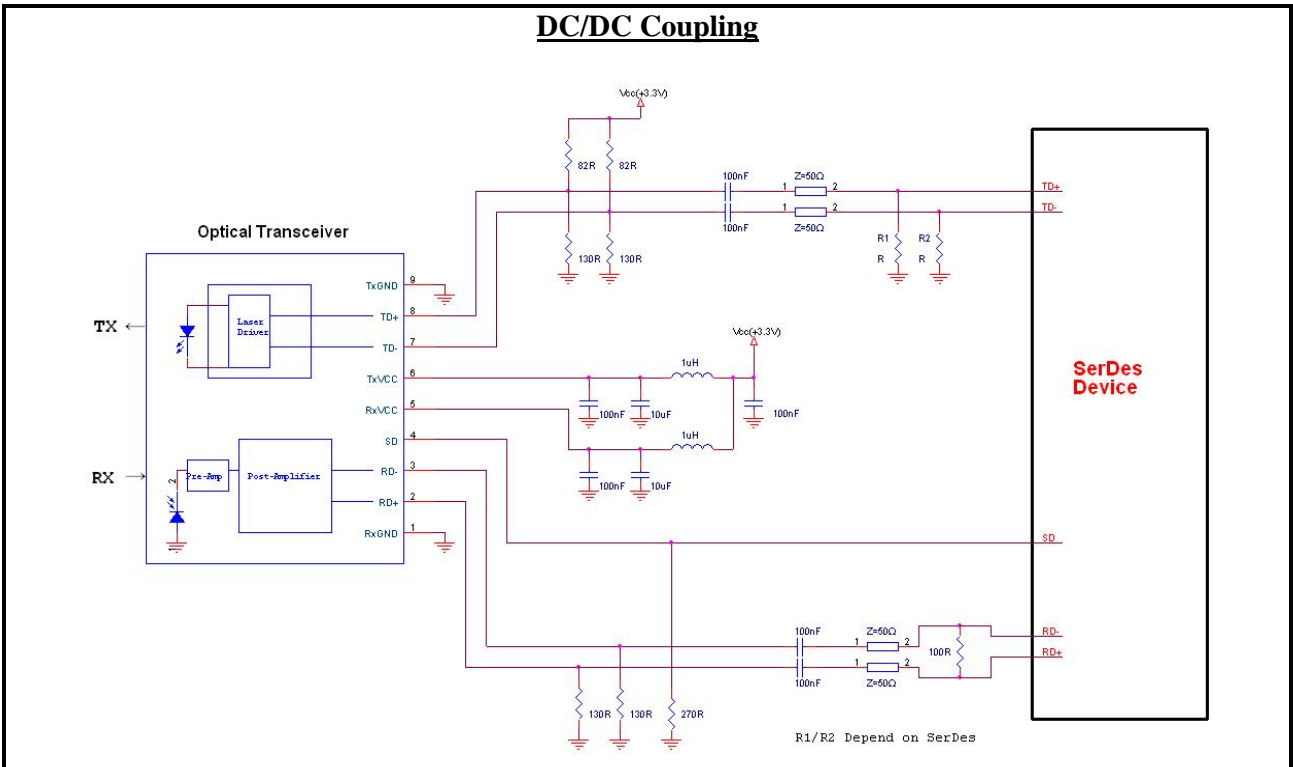 DC/DC Coupling
Vcc(+3.3V)
82R 82R
100nF Z=50Ω
1 2
TD+
1 2
TD-
100nF Z=50Ω
Optical Transceiver
R1 R2
R R
130R 130R
TxGND 9
TX
Laser
Driver
TD+ 8
TD- 7
Vcc(+3.3V)
1uH
TxVCC 6
SerDes
Device
RxVCC 5
100nF 10uF 100nF
1uH
SD 4
RX
2
Pre-Amp Post-Amplifier
RD- 3
100nF 10uF
RD+ 2
RxGND 1
1
SD
100nF Z=50Ω
1 2
RD-
100R
1 2
RD+
100nF Z=50Ω
130R 130R 270R
R1/R2 Depend on SerDes